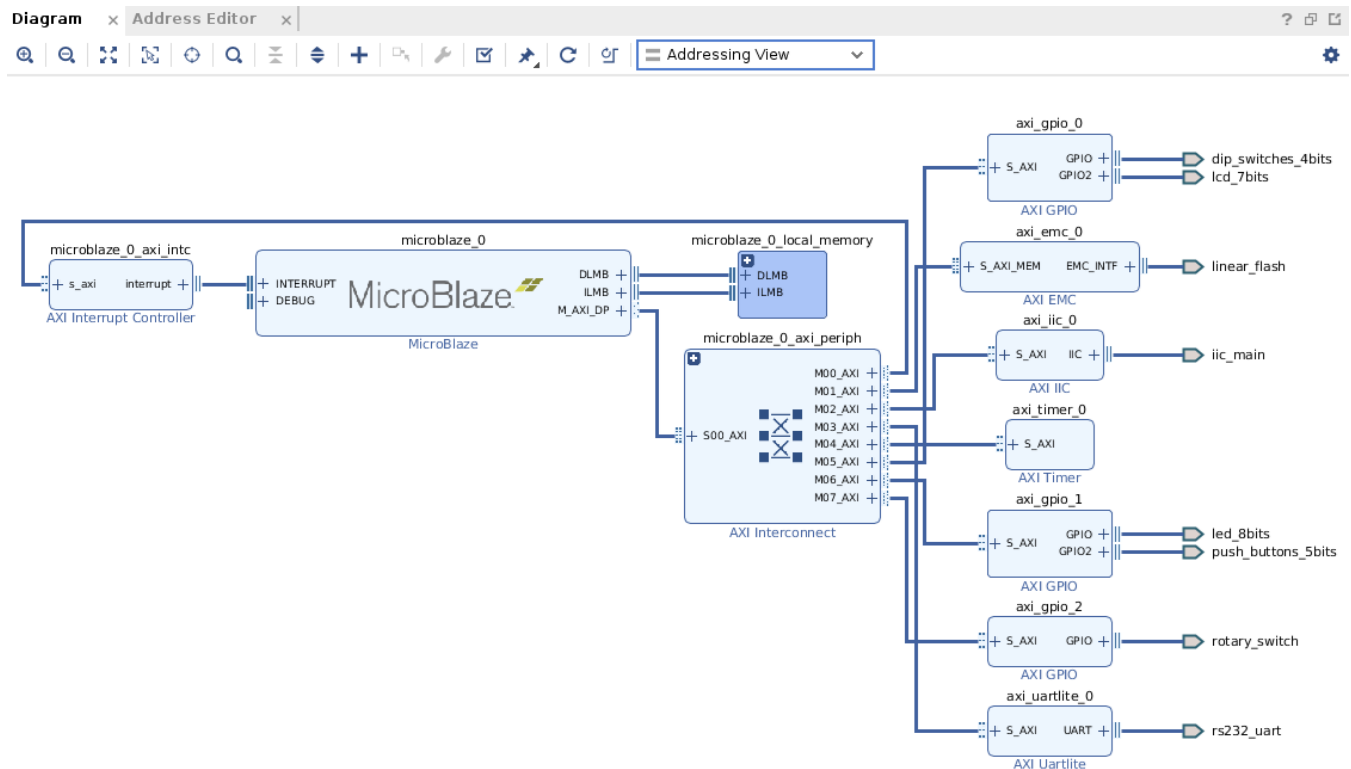 Diagram
Address Editor
Addressing View
microblaze_0_axi_intc
s_axi
interrupt
AXI Interrupt Controller
microblaze_0
INTERRUPT
DEBUG
MicroBlaze
DLMB
ILMB
M_AXI_DP
MicroBlaze
microblaze_0_local_memory
DLMB
ILMB
microblaze_0_axi_periph
S00_AXI
M00_AXI
M01_AXI
M02_AXI
M03_AXI
M04_AXI
M05_AXI
M06_AXI
M07_AXI
AXI Interconnect
axi_gpio_0
S_AXI
GPIO
GPIO2
AXI GPIO
dip_switches_4bits
lcd_7bits
axi_emc_0
S_AXI_MEM
EMC_INTF
AXI EMC
linear_flash
axi_iic_0
S_AXI
IIC
AXI IIC
iic_main
axi_timer_0
S_AXI
AXI Timer
axi_gpio_1
S_AXI
GPIO
GPIO2
AXI GPIO
led_8bits
push_buttons_5bits
axi_gpio_2
S_AXI
GPIO
AXI GPIO
rotary_switch
axi_uartlite_0
S_AXI
UART
AXI Uartlite
rs232_uart